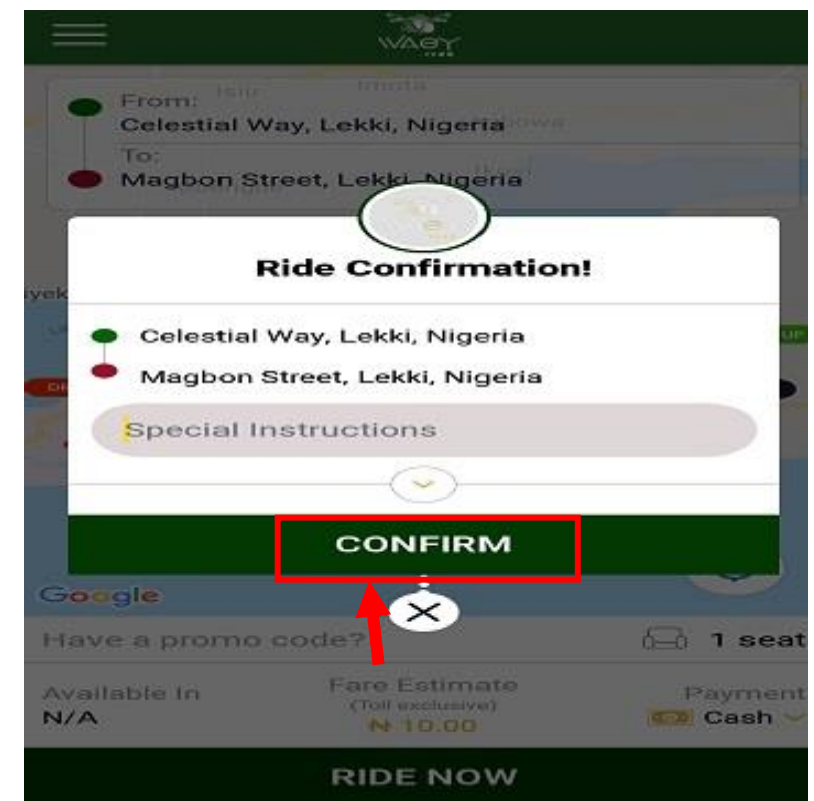 WAGY
From:
Celestial Way, Lekki, Nigeria
To:
Magbon Street, Lekki, Nigeria
Ride Confirmation!
Celestial Way, Lekki, Nigeria
UP
Magbon Street, Lekki, Nigeria
Special Instructions
CONFIRM
Google
Have a promo code?
1 seat
Available In
Fare Estimate
Payment
(Toll exclusive)
N/A
₦ 10.00
Cash
RIDE NOW